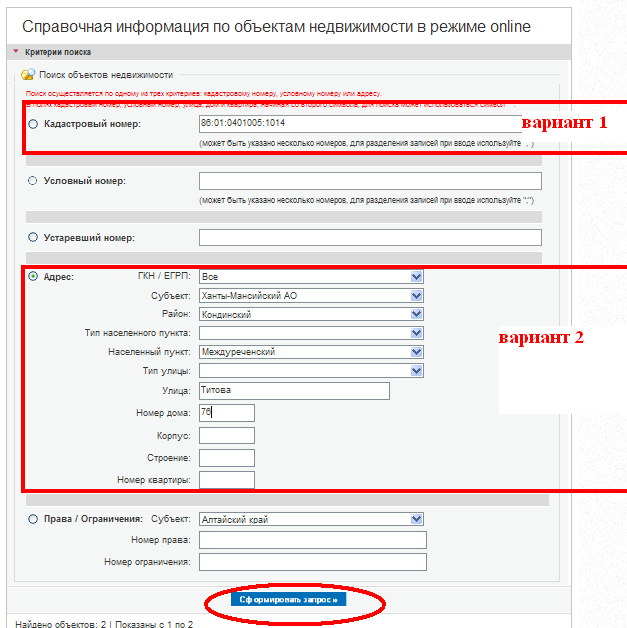 Справочная информация по объектам недвижимости в режиме online
Критерии поиска
Поиск объектов недвижимости
Поиск осуществляется по одному из трех критериев: кадастровому номеру, условному номеру или адресу.
В полях кадастровый номер, условный номер, улица, дом и квартира, начиная со второго символа, для поиска может использоваться символ
Кадастровый номер: 86:01:0401005:1014
вариант 1
(может быть указано несколько номеров, для разделения записей при вводе используйте ";")
Условный номер:
(может быть указано несколько номеров, для разделения записей при вводе используйте ";")
Устаревший номер:
Адрес: ГКН / ЕГРП: Все
Субъект: Ханты-Мансийский АО
Район: Кондинский
Тип населенного пункта:
вариант 2
Населенный пункт: Междуреченский
Тип улицы:
Улица: Титова
Номер дома: 76
Корпус:
Строение:
Номер квартиры:
Права / Ограничения: Субъект: Алтайский край
Номер права:
Номер ограничения:
Сформировать запрос »
Найдено объектов: 2 | Показаны с 1 по 2